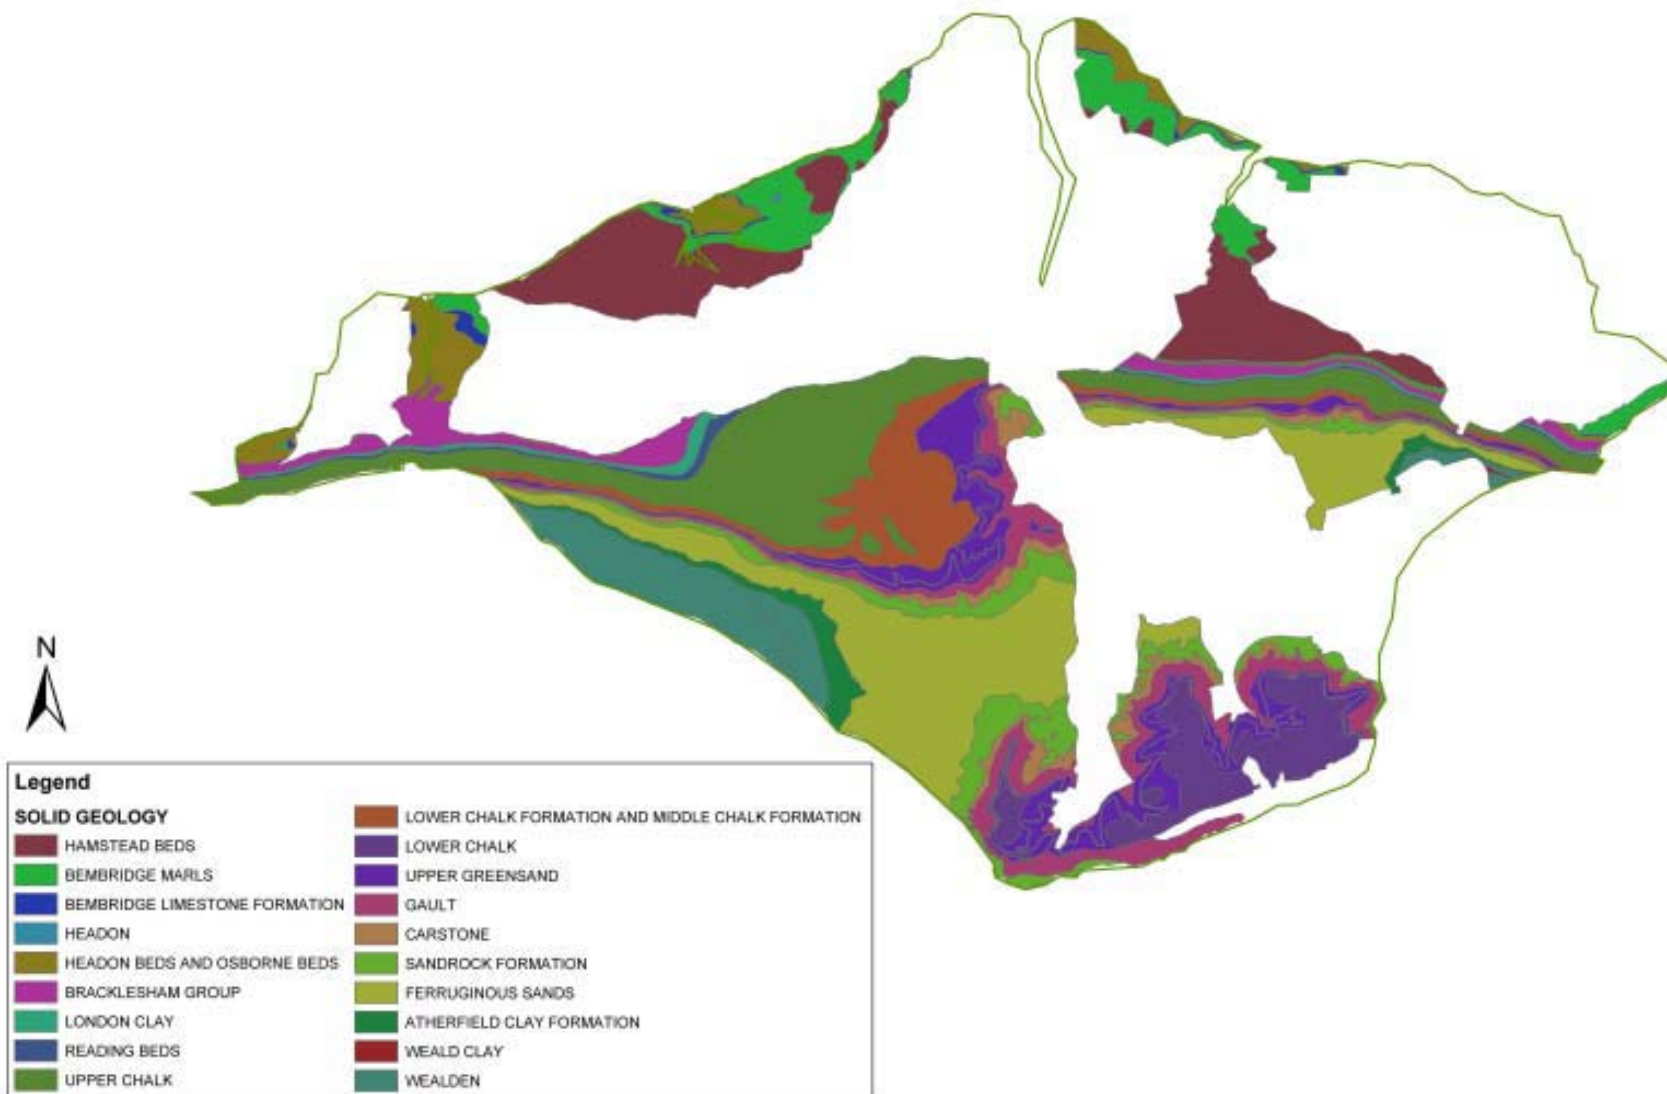 N
Legend
SOLID GEOLOGY
HAMSTEAD BEDS
BEMBRIDGE MARLS
BEMBRIDGE LIMESTONE FORMATION
HEADON
HEADON BEDS AND OSBORNE BEDS
BRACKLESHAM GROUP
LONDON CLAY
READING BEDS
UPPER CHALK
LOWER CHALK FORMATION AND MIDDLE CHALK FORMATION
LOWER CHALK
UPPER GREENSAND
GAULT
CARSTONE
SANDROCK FORMATION
FERRUGINOUS SANDS
ATHERFIELD CLAY FORMATION
WEALD CLAY
WEALDEN